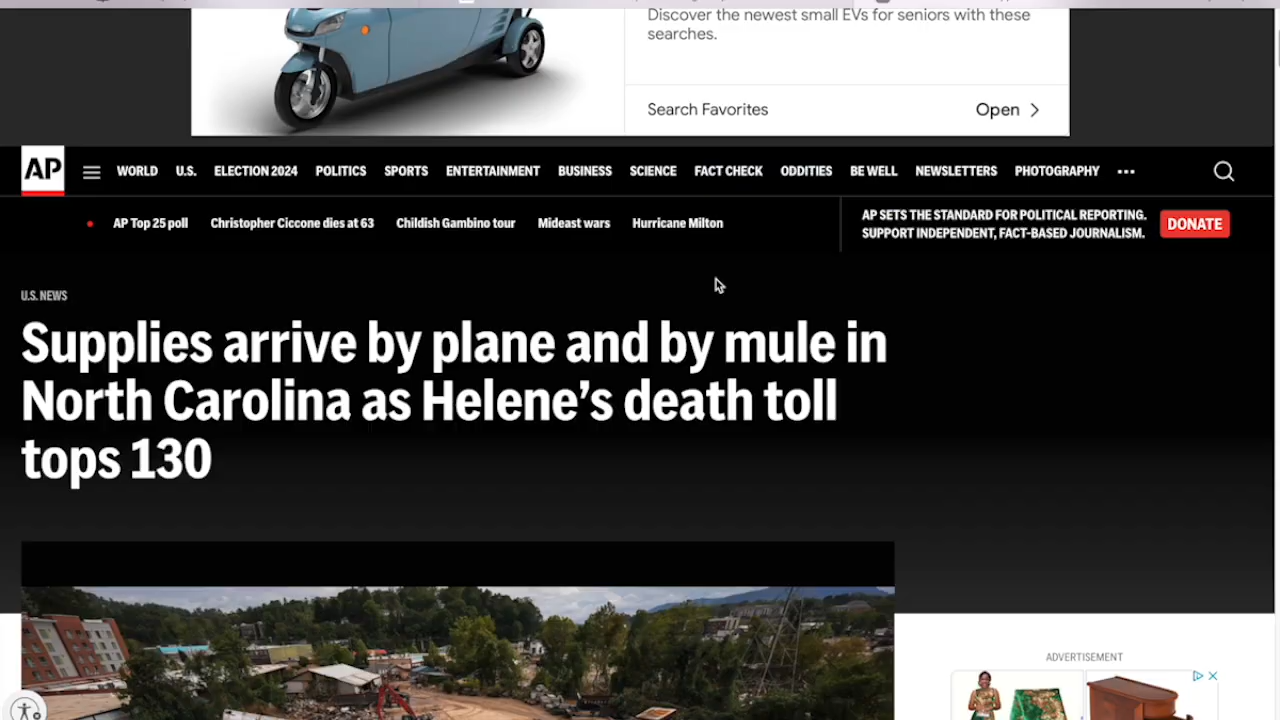 Discover the newest small EVs for seniors with these
searches.
Search Favorites
Open
AP
WORLD U.S. ELECTION 2024 POLITICS SPORTS ENTERTAINMENT BUSINESS SCIENCE FACT CHECK ODDITIES BE WELL NEWSLETTERS PHOTOGRAPHY
AP Top 25 poll Christopher Ciccone dies at 63 Childish Gambino tour Mideast wars Hurricane Milton
AP SETS THE STANDARD FOR POLITICAL REPORTING.
SUPPORT INDEPENDENT, FACT-BASED JOURNALISM.
DONATE
U.S. NEWS
Supplies arrive by plane and by mule in
North Carolina as Helene’s death toll
tops 130
ADVERTISEMENT